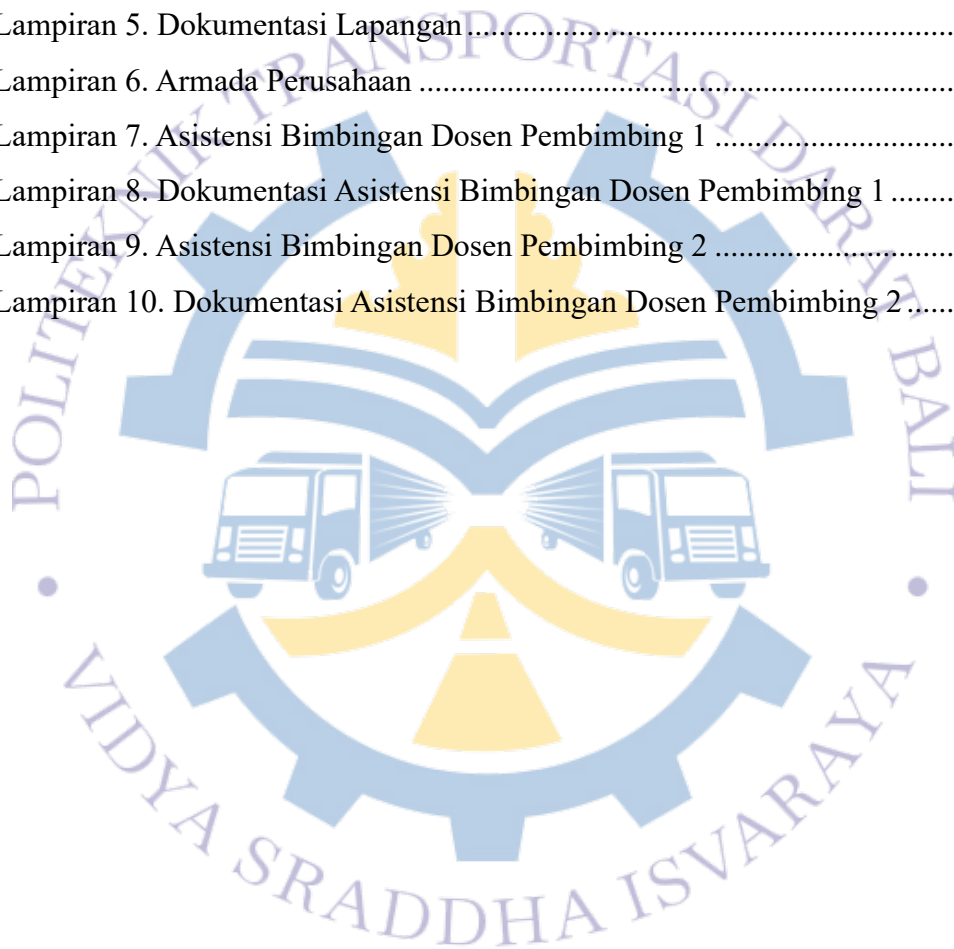 Lampiran 5. Dokumentasi Lapangan ........................................................
Lampiran 6. Armada Perusahaan ..............................................................
Lampiran 7. Asistensi Bimbingan Dosen Pembimbing 1 ............................
Lampiran 8. Dokumentasi Asistensi Bimbingan Dosen Pembimbing 1 ........
Lampiran 9. Asistensi Bimbingan Dosen Pembimbing 2 ............................
Lampiran 10. Dokumentasi Asistensi Bimbingan Dosen Pembimbing 2 ......
POLITEKNIK TRANSPORTASI DARAT BALI
• VIDYA SRADDHA ISVARAYA •